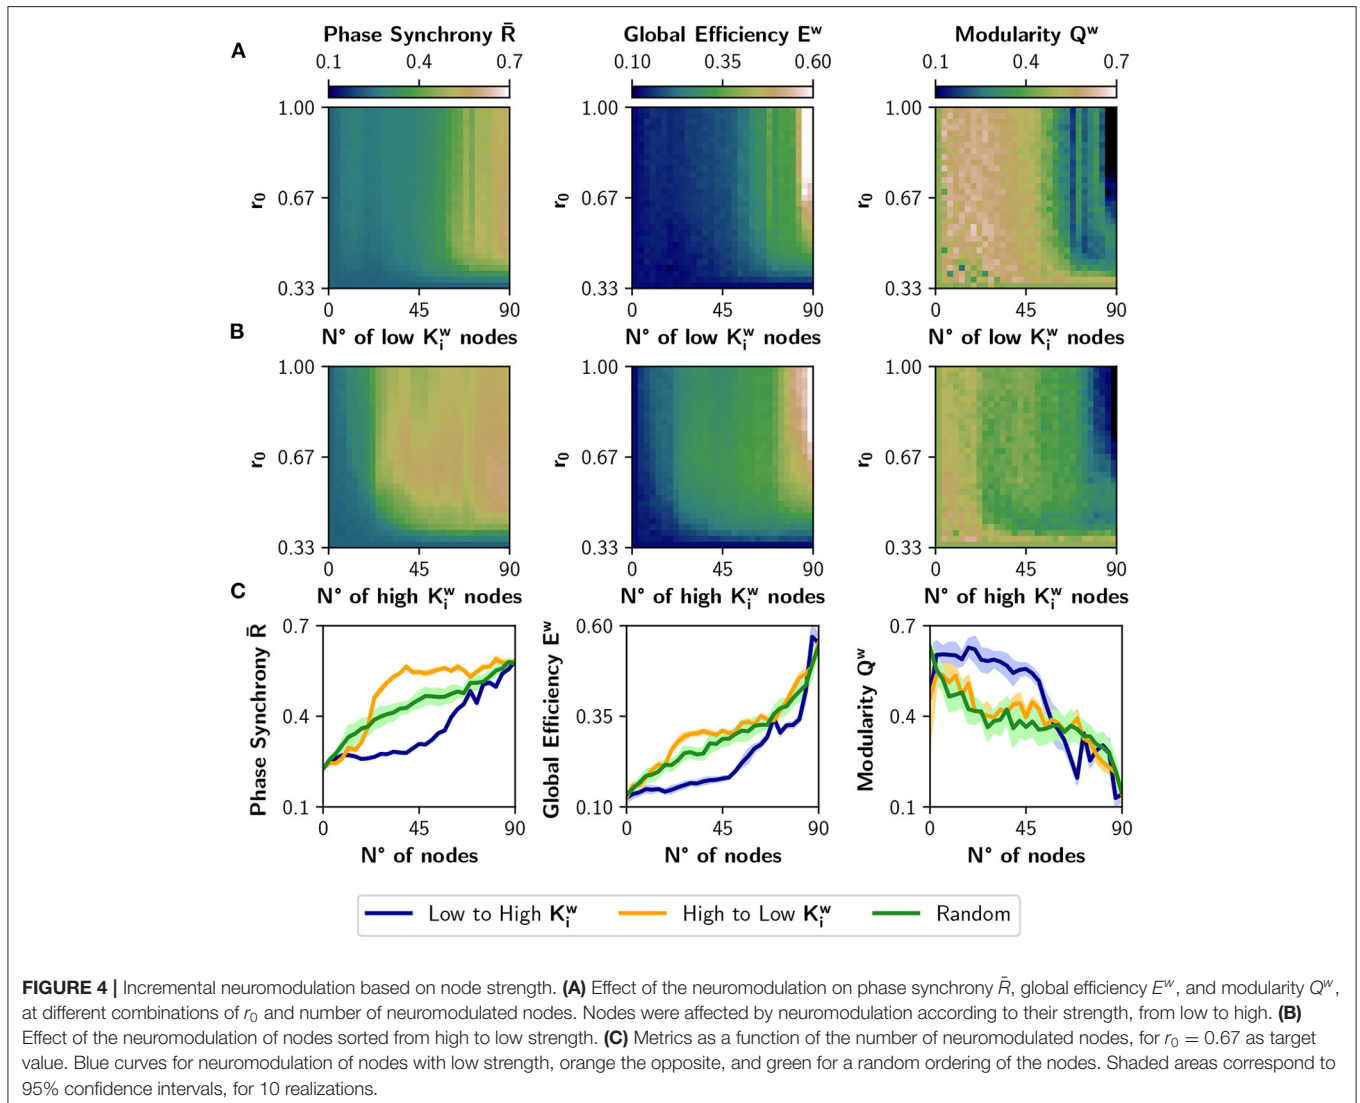 Phase Synchrony R̄ Global Efficiency Eʷ Modularity Qʷ
A
0.1 0.4 0.7 0.10 0.35 0.60 0.1 0.4 0.7
1.00 1.00 1.00
0.67 0.67 0.67
r₀ r₀ r₀
0.33 0.33 0.33
0 45 90 0 45 90 0 45 90
B
N° of low Kᵢʷ nodes N° of low Kᵢʷ nodes N° of low Kᵢʷ nodes
1.00 1.00 1.00
0.67 0.67 0.67
r₀ r₀ r₀
0.33 0.33 0.33
0 45 90 0 45 90 0 45 90
C
N° of high Kᵢʷ nodes N° of high Kᵢʷ nodes N° of high Kᵢʷ nodes
Phase Synchrony R̄ Global Efficiency Eʷ Modularity Qʷ
0.7 0.60 0.7
0.4 0.35 0.4
0.1 0.10 0.1
0 45 90 0 45 90 0 45 90
N° of nodes N° of nodes N° of nodes
Low to High Kᵢʷ High to Low Kᵢʷ Random
FIGURE 4 | Incremental neuromodulation based on node strength. (A) Effect of the neuromodulation on phase synchrony R̄, global efficiency Eʷ, and modularity Qʷ,
at different combinations of r₀ and number of neuromodulated nodes. Nodes were affected by neuromodulation according to their strength, from low to high. (B)
Effect of the neuromodulation of nodes sorted from high to low strength. (C) Metrics as a function of the number of neuromodulated nodes, for r₀ = 0.67 as target
value. Blue curves for neuromodulation of nodes with low strength, orange the opposite, and green for a random ordering of the nodes. Shaded areas correspond to
95% confidence intervals, for 10 realizations.